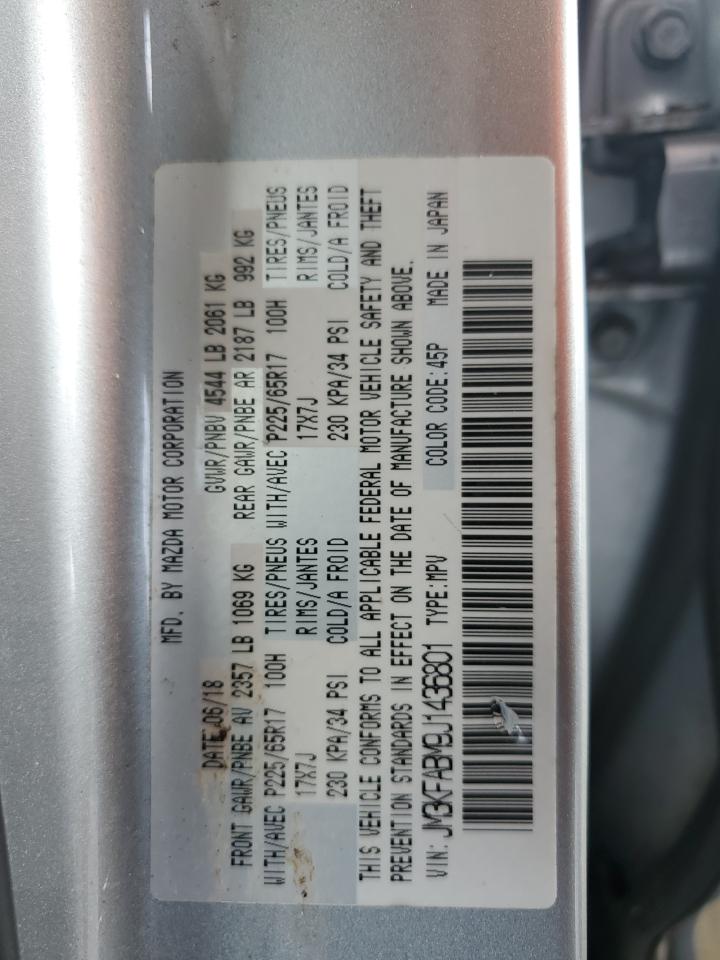 MFD. BY MAZDA MOTOR CORPORATION
DATE:06/18 GVWR/PNBV 4544 LB 2061 KG
FRONT GAWR/PNBE AV 2357 LB 1069 KG REAR GAWR/PNBE AR 2187 LB 992 KG
WITH/AVEC P225/65R17 100H TIRES/PNEUS WITH/AVEC P225/65R17 100H TIRES/PNEUS
17X7J RIMS/JANTES 17X7J RIMS/JANTES
230 KPA/34 PSI COLD/A FROID 230 KPA/34 PSI COLD/A FROID
THIS VEHICLE CONFORMS TO ALL APPLICABLE FEDERAL MOTOR VEHICLE SAFETY AND THEFT
PREVENTION STANDARDS IN EFFECT ON THE DATE OF MANUFACTURE SHOWN ABOVE.
VIN: JM3KFABM9J1436801 TYPE:MPV COLOR CODE:45P MADE IN JAPAN